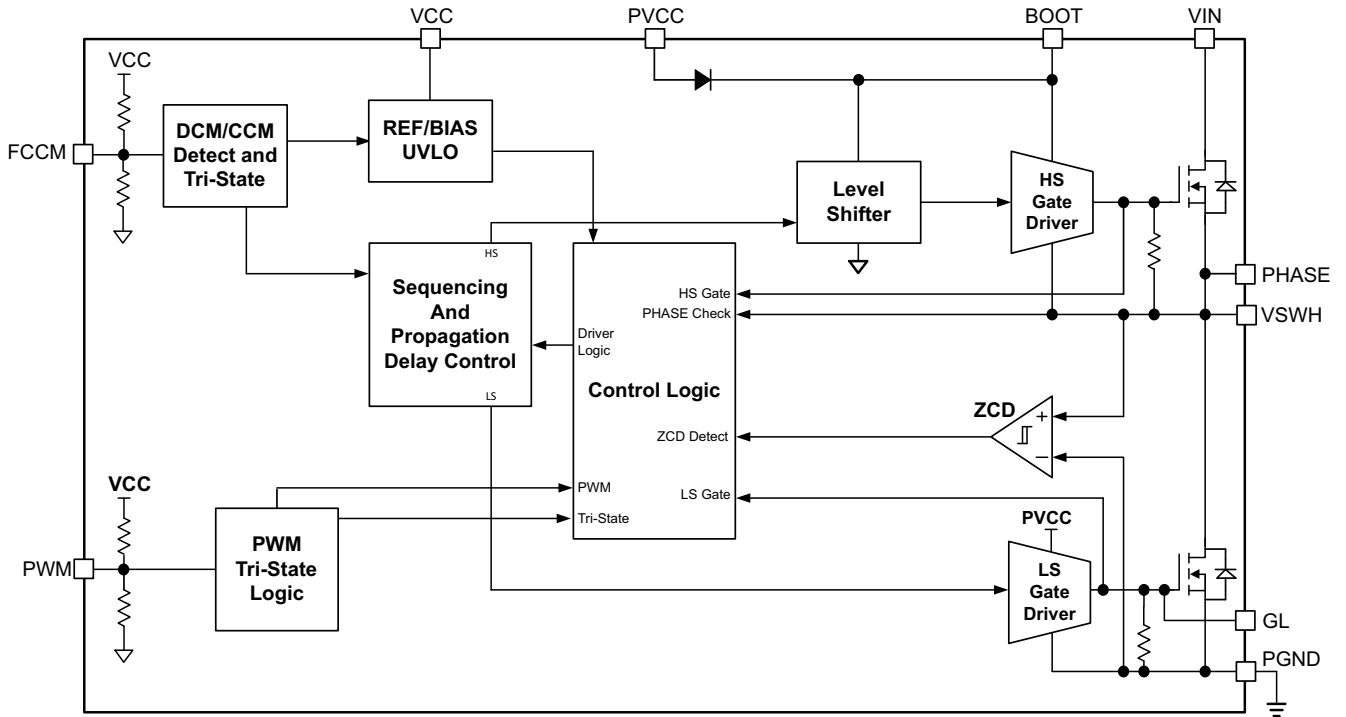 VCC
PVCC
BOOT
VIN
VCC
FCCM
DCM/CCM
Detect and
Tri-State
REF/BIAS
UVLO
Level
Shifter
HS
Gate
Driver
HS
Sequencing
And
Propagation
Delay Control
LS
HS Gate
PHASE Check
Driver
Logic
Control Logic
ZCD Detect
PWM
LS Gate
Tri-State
PHASE
VSWH
ZCD
+
−
VCC
PWM
PWM
Tri-State
Logic
PVCC
LS
Gate
Driver
GL
PGND